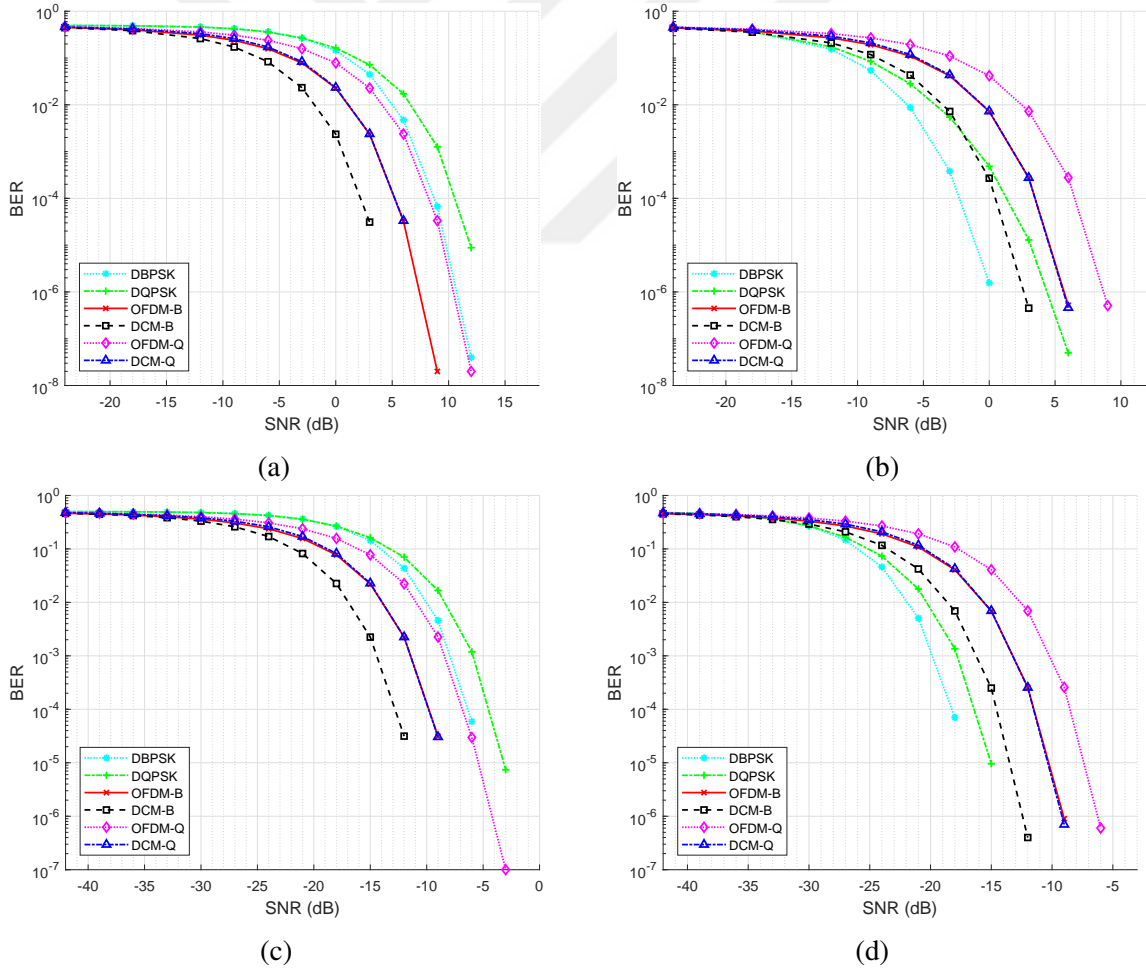 10^0
10^-2
10^-4
10^-6
10^-8
BER
-20 -15 -10 -5 0 5 10 15
SNR (dB)
DBPSK
DQPSK
OFDM-B
DCM-B
OFDM-Q
DCM-Q
(a)
10^0
10^-2
10^-4
10^-6
10^-8
BER
-20 -15 -10 -5 0 5 10
SNR (dB)
DBPSK
DQPSK
OFDM-B
DCM-B
OFDM-Q
DCM-Q
(b)
10^0
10^-1
10^-2
10^-3
10^-4
10^-5
10^-6
10^-7
BER
-40 -35 -30 -25 -20 -15 -10 -5 0
SNR (dB)
DBPSK
DQPSK
OFDM-B
DCM-B
OFDM-Q
DCM-Q
(c)
10^0
10^-1
10^-2
10^-3
10^-4
10^-5
10^-6
10^-7
BER
-40 -35 -30 -25 -20 -15 -10 -5
SNR (dB)
DBPSK
DQPSK
OFDM-B
DCM-B
OFDM-Q
DCM-Q
(d)